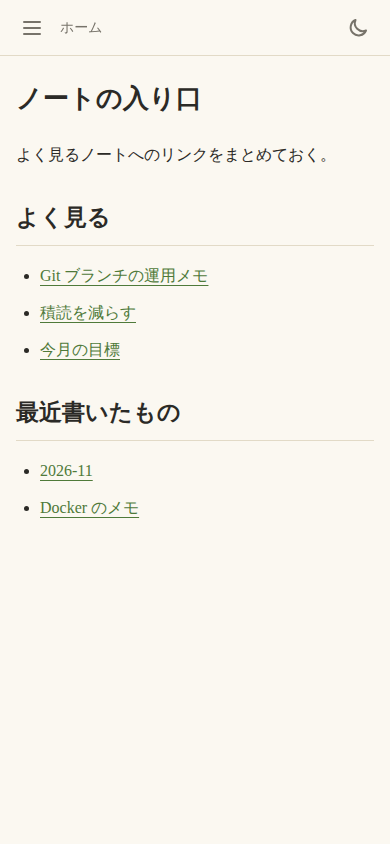 ホーム
ノートの入り口
よく見るノートへのリンクをまとめておく。
よく見る
Git ブランチの運用メモ
積読を減らす
今月の目標
最近書いたもの
2026-11
Docker のメモ